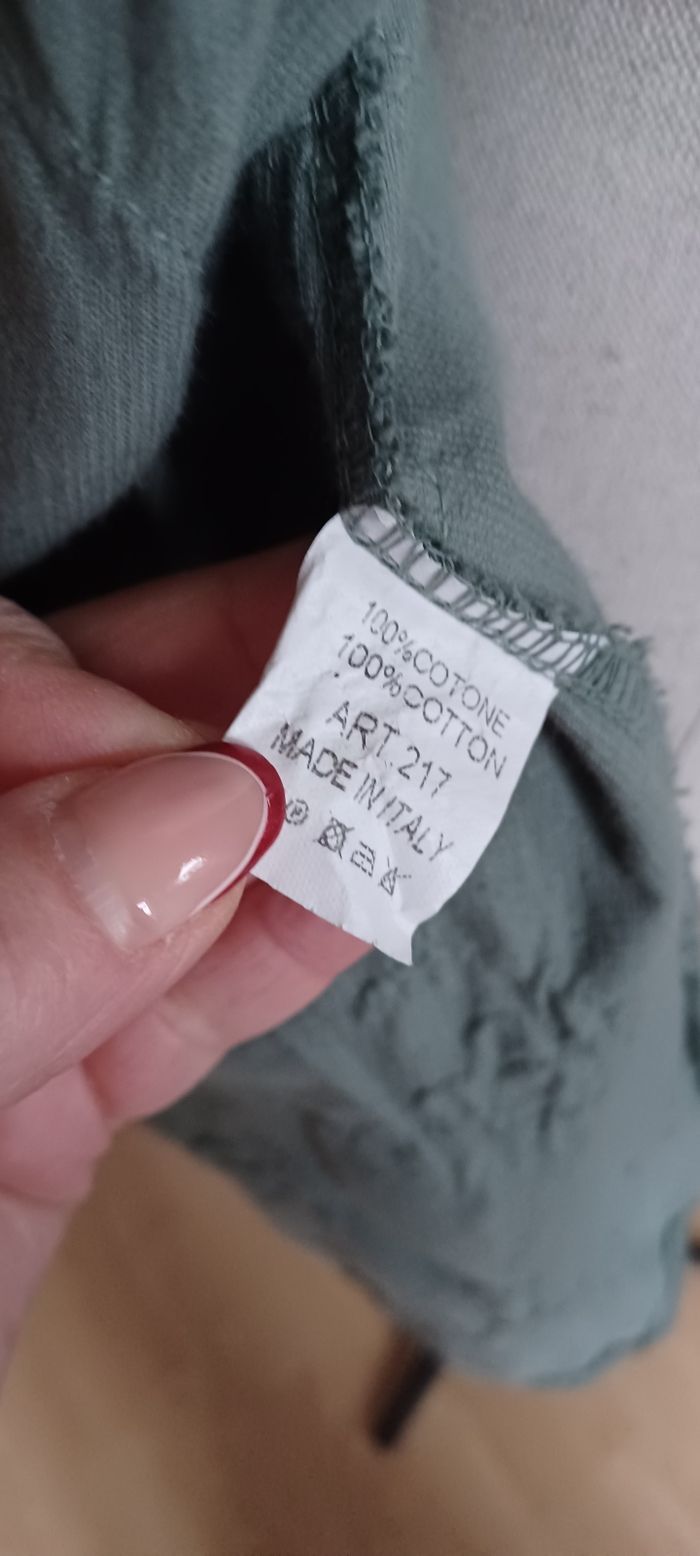 100%COTONE
100%COTTON
ART.217
MADE IN ITALY
Ⓟ